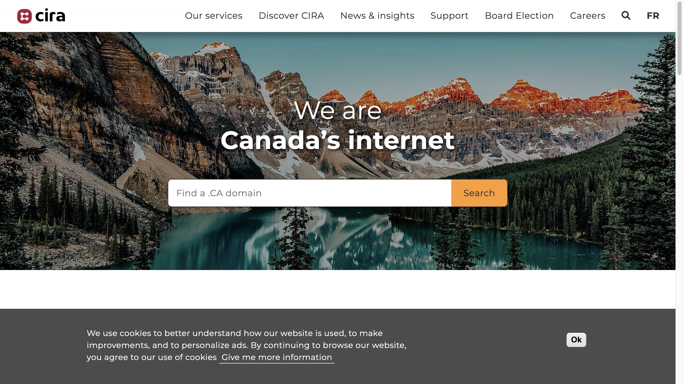 cira
Our services
Discover CIRA
News & insights
Support
Board Election
Careers
FR
We are
Canada's internet
Find a .CA domain
Search
We use cookies to better understand how our website is used, to make
improvements, and to personalize ads. By continuing to browse our website,
you agree to our use of cookies Give me more information
Ok